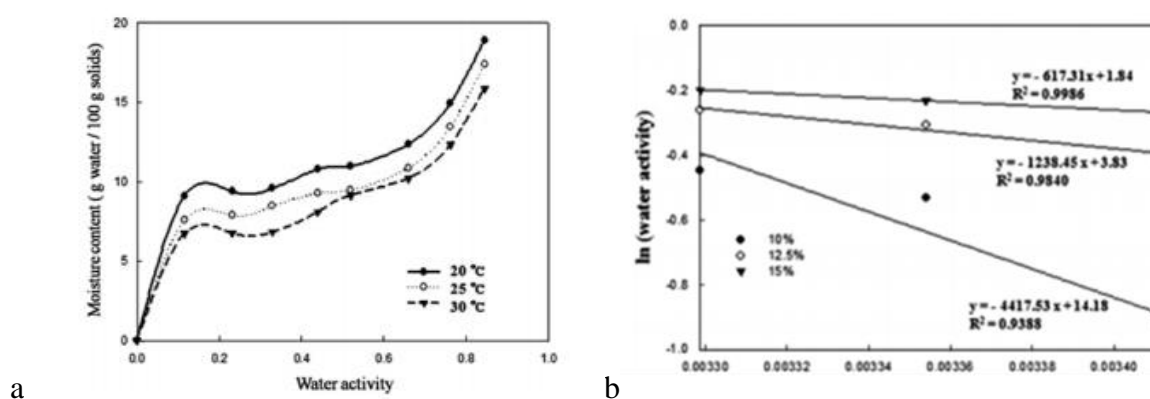 20
15
10
5
0
Moisture content ( g water / 100 g solids)
0.0 0.2 0.4 0.6 0.8 1.0
Water activity
20 °C
25 °C
30 °C
a
0.0
-0.2
-0.4
-0.6
-0.8
-1.0
ln (water activity)
y = - 617.31x + 1.84
R² = 0.9986
y = - 1238.45x + 3.83
R² = 0.9840
10%
12.5%
15%
y = - 4417.53 x + 14.18
R² = 0.9388
0.00330 0.00332 0.00334 0.00336 0.00338 0.00340
b